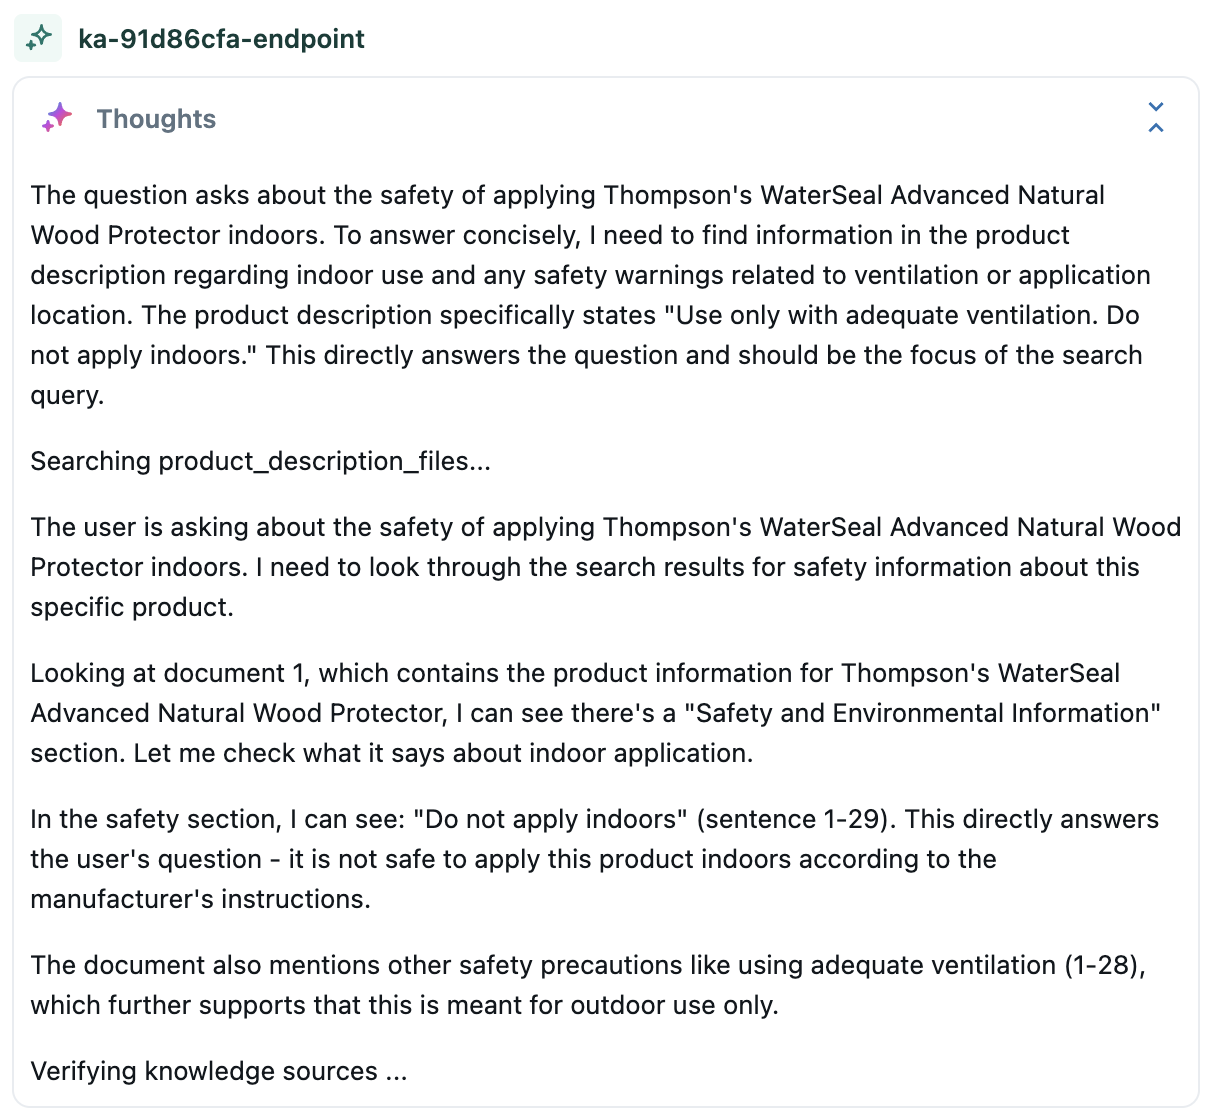 ka-91d86cfa-endpoint
Thoughts
The question asks about the safety of applying Thompson's WaterSeal Advanced Natural
Wood Protector indoors. To answer concisely, I need to find information in the product
description regarding indoor use and any safety warnings related to ventilation or application
location. The product description specifically states "Use only with adequate ventilation. Do
not apply indoors." This directly answers the question and should be the focus of the search
query.
Searching product_description_files...
The user is asking about the safety of applying Thompson's WaterSeal Advanced Natural Wood
Protector indoors. I need to look through the search results for safety information about this
specific product.
Looking at document 1, which contains the product information for Thompson's WaterSeal
Advanced Natural Wood Protector, I can see there's a "Safety and Environmental Information"
section. Let me check what it says about indoor application.
In the safety section, I can see: "Do not apply indoors" (sentence 1-29). This directly answers
the user's question - it is not safe to apply this product indoors according to the
manufacturer's instructions.
The document also mentions other safety precautions like using adequate ventilation (1-28),
which further supports that this is meant for outdoor use only.
Verifying knowledge sources ...